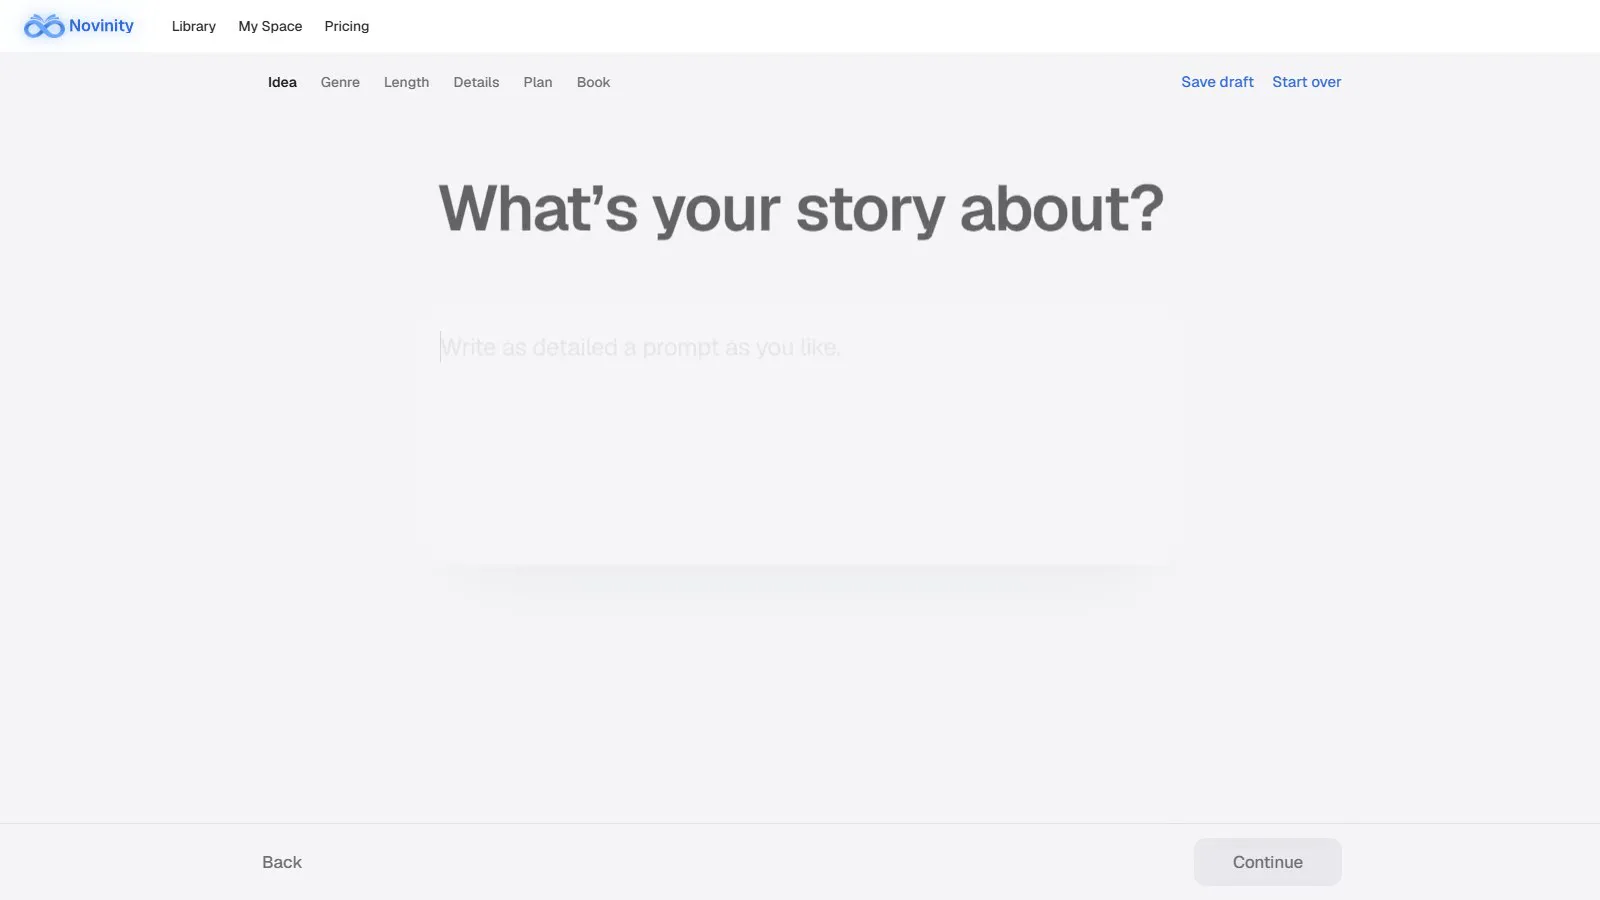 Novinity
Library
My Space
Pricing
Idea
Genre
Length
Details
Plan
Book
Save draft
Start over
What’s your story about?
Write as detailed a prompt as you like.
Back
Continue